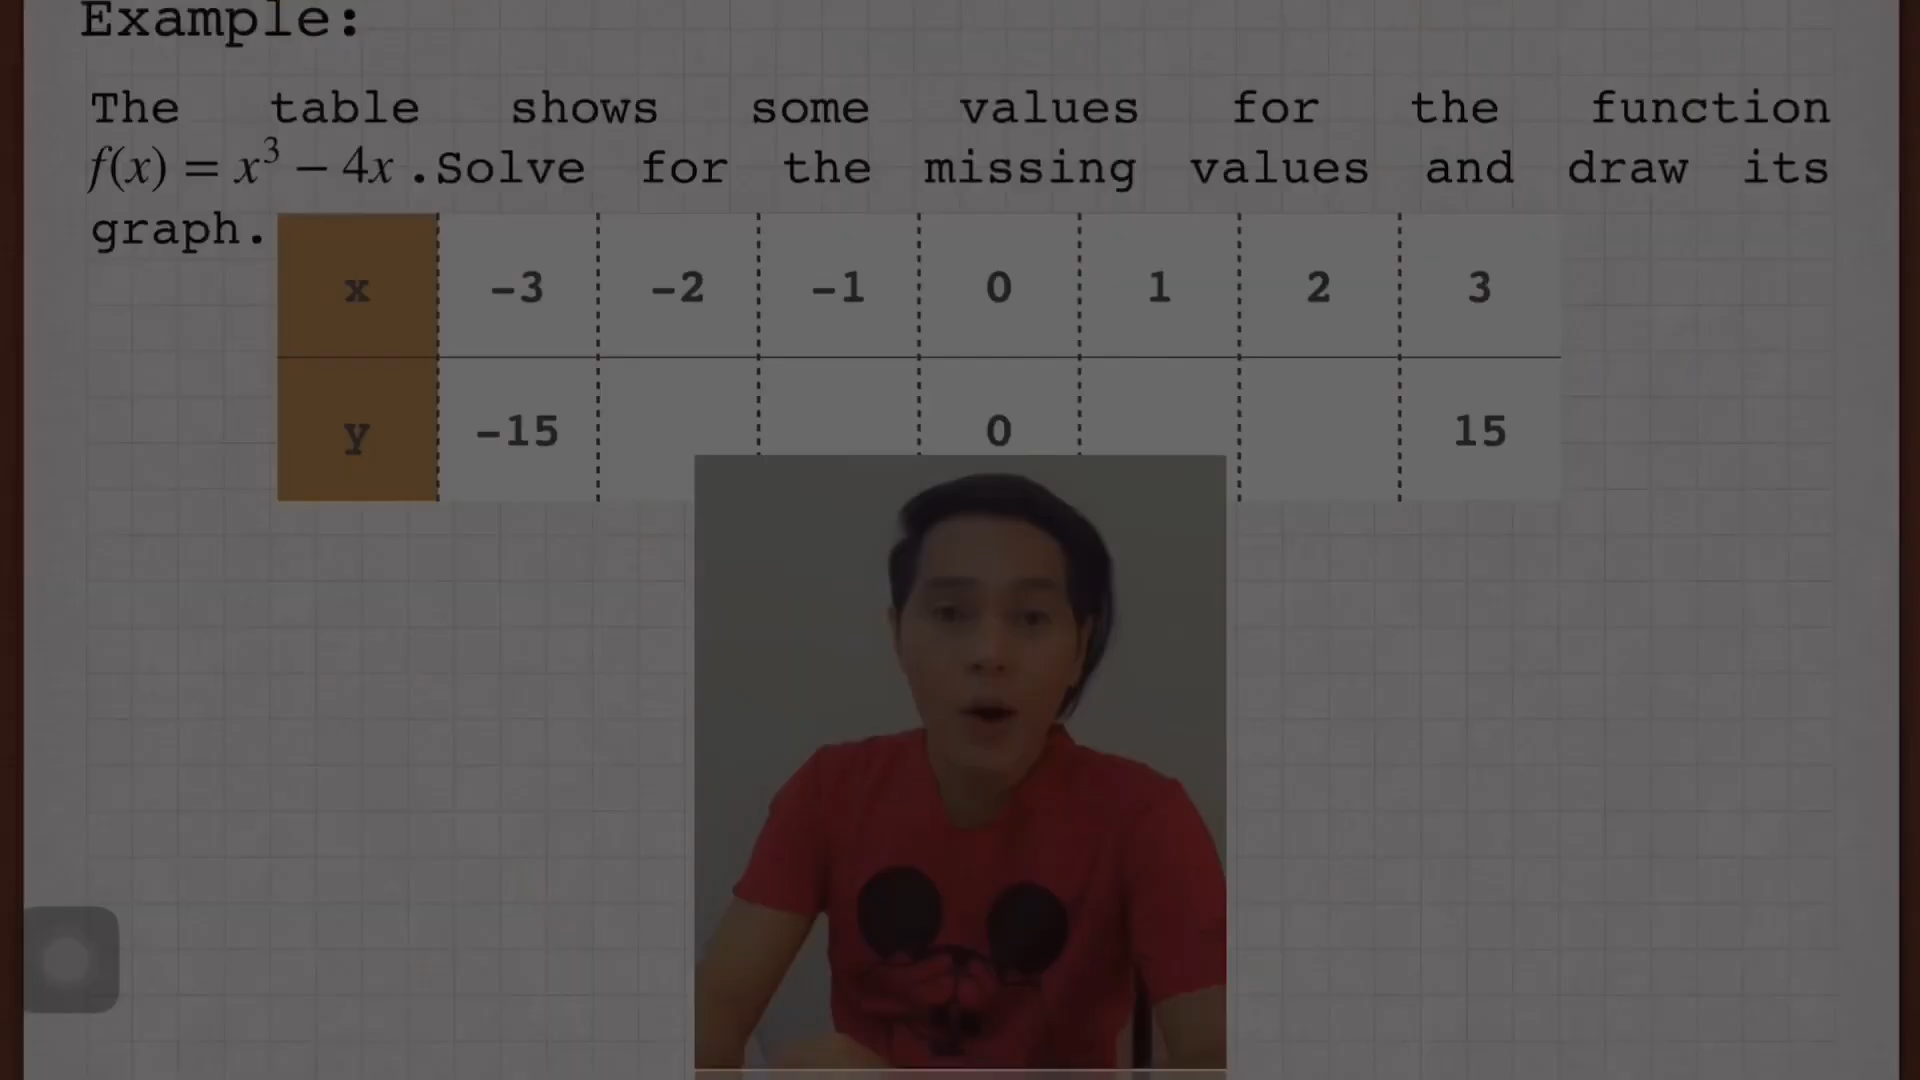 Example:
The table shows some values for the function
f(x) = x³ − 4x .Solve for the missing values and draw its
graph.
x -3 -2 -1 0 1 2 3
y -15 0 15